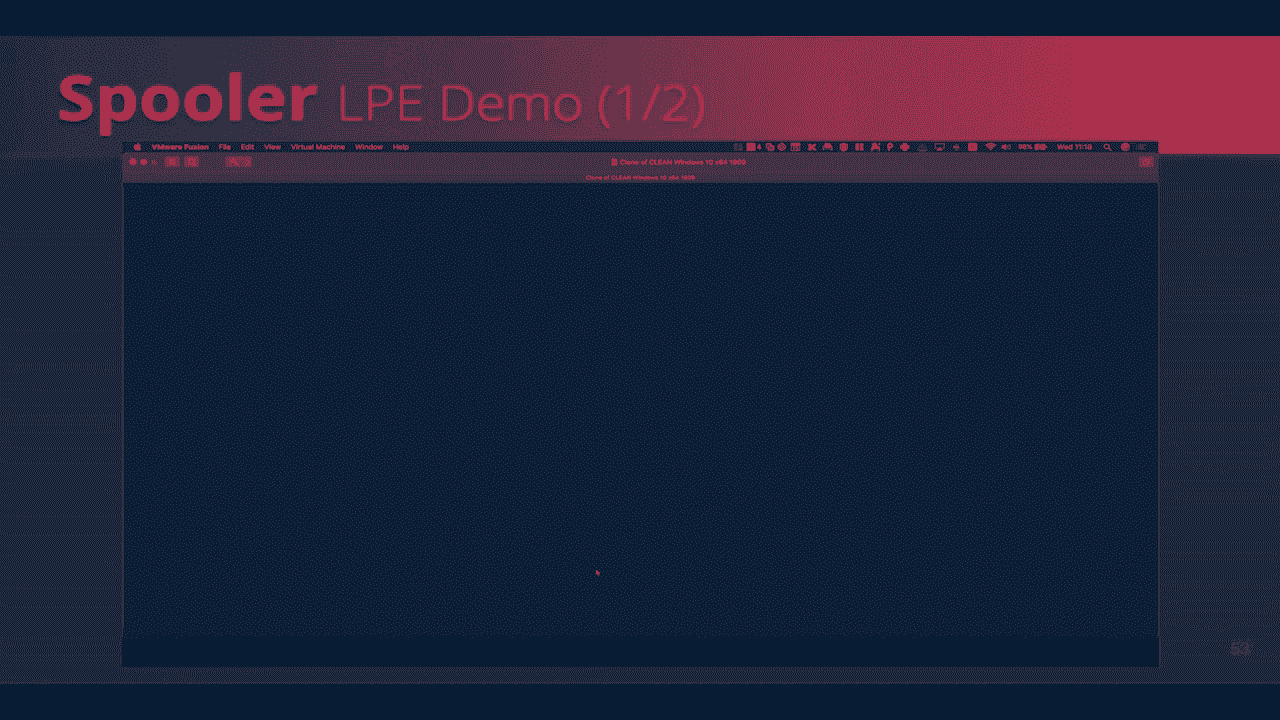 Spooler LPE Demo (1/2)
VMware Fusion File Edit View Virtual Machine Window Help 4 98% Wed 11:18
Clone of CLEAN Windows 10 x64 1909
Clone of CLEAN Windows 10 x64 1909
53